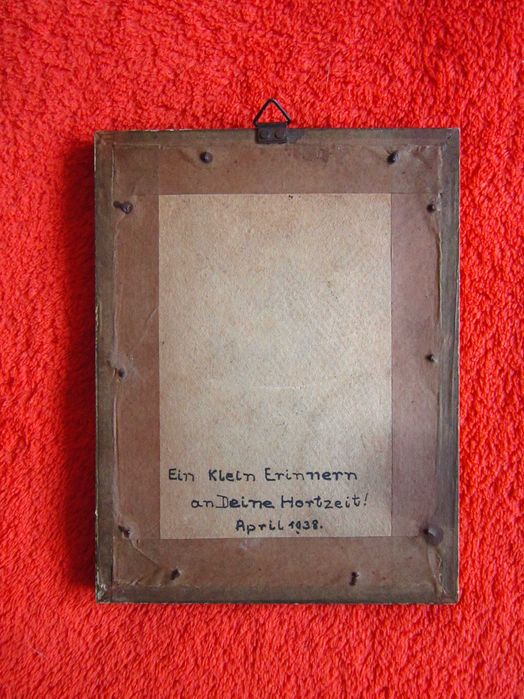 Ein Klein Erinnern
an Deine Hortzeit!
April 1938.